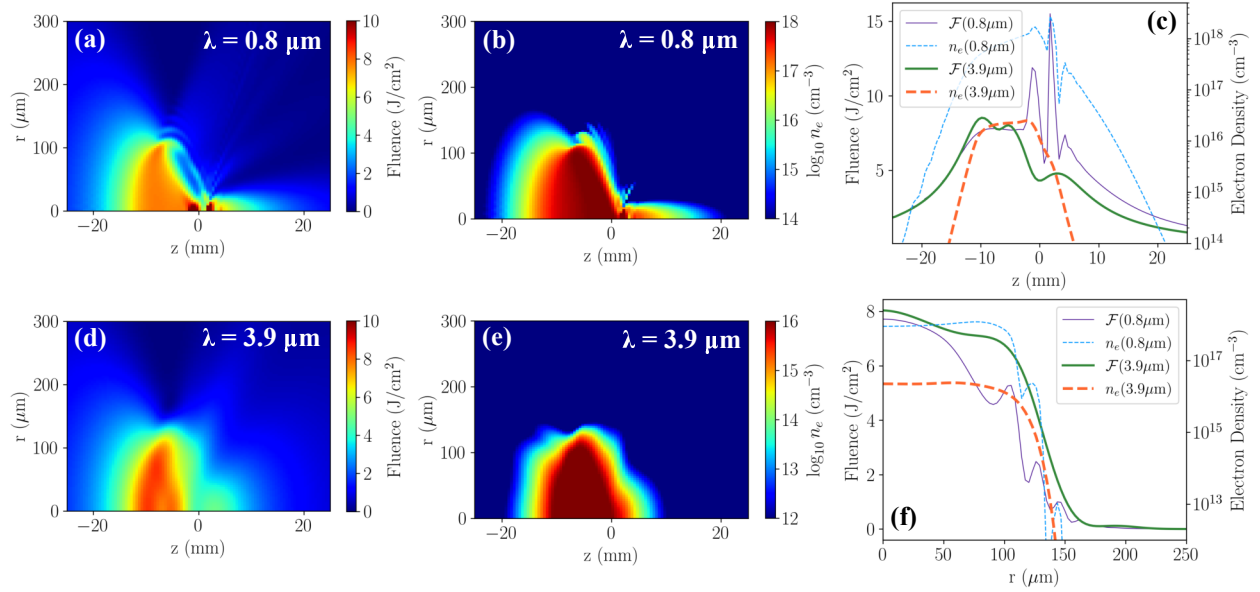 (a)
λ = 0.8 µm
300
200
100
0
r (μm)
−20
0
20
z (mm)
10
8
6
4
2
0
Fluence (J/cm²)
(b)
λ = 0.8 µm
300
200
100
0
r (μm)
−20
0
20
z (mm)
18
17
16
15
14
log₁₀ nₑ (cm⁻³)
(c)
ℱ(0.8μm)
nₑ(0.8μm)
ℱ(3.9μm)
nₑ(3.9μm)
15
10
5
Fluence (J/cm²)
10¹⁸
10¹⁷
10¹⁶
10¹⁵
10¹⁴
Electron Density (cm⁻³)
−20
−10
0
10
20
z (mm)
(d)
λ = 3.9 µm
300
200
100
0
r (μm)
−20
0
20
z (mm)
10
8
6
4
2
0
Fluence (J/cm²)
(e)
λ = 3.9 µm
300
200
100
0
r (μm)
−20
0
20
z (mm)
16
15
14
13
12
log₁₀ nₑ (cm⁻³)
(f)
ℱ(0.8μm)
nₑ(0.8μm)
ℱ(3.9μm)
nₑ(3.9μm)
8
6
4
2
0
Fluence (J/cm²)
10¹⁷
10¹⁵
10¹³
Electron Density (cm⁻³)
0
50
100
150
200
250
r (μm)